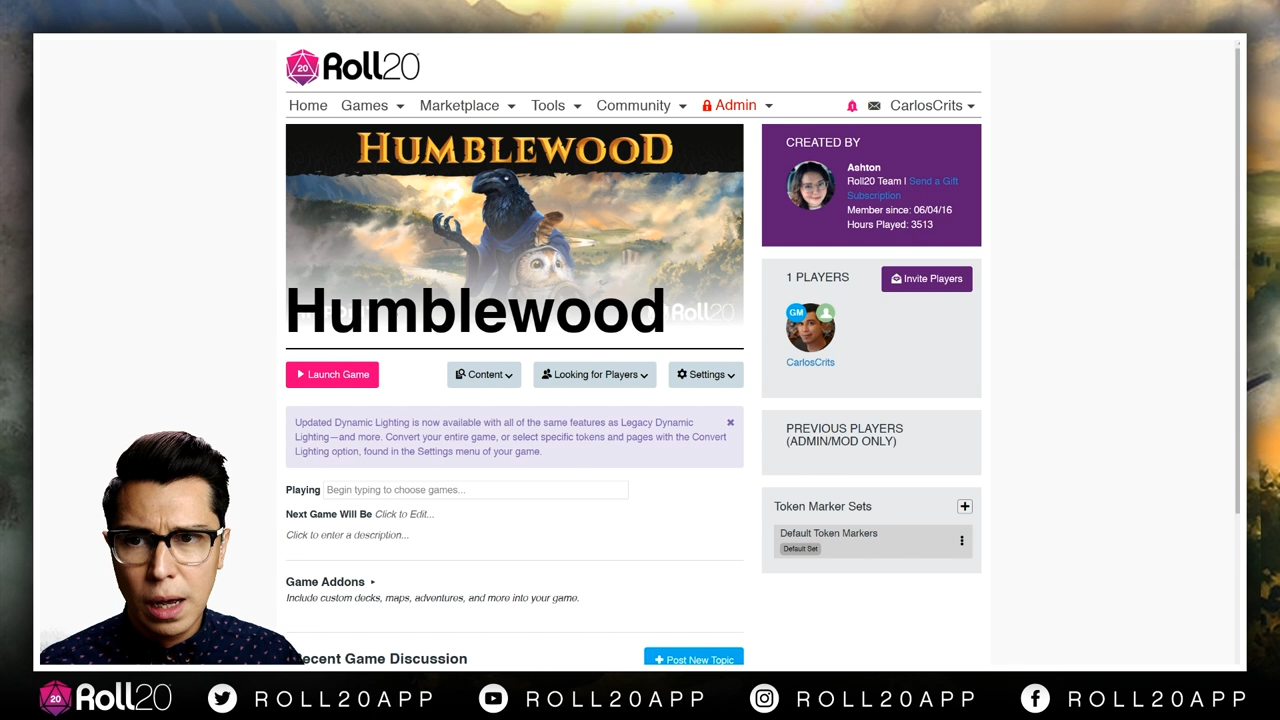 Roll20
Home Games Marketplace Tools Community Admin CarlosCrits
HUMBLEWOOD
Humblewood
Roll20
CREATED BY
Ashton
Roll20 Team | Send a Gift
Subscription
Member since: 06/04/16
Hours Played: 3513
1 PLAYERS
Invite Players
GM
CarlosCrits
Launch Game
Content
Looking for Players
Settings
Updated Dynamic Lighting is now available with all of the same features as Legacy Dynamic
Lighting—and more. Convert your entire game, or select specific tokens and pages with the Convert
Lighting option, found in the Settings menu of your game.
PREVIOUS PLAYERS
(ADMIN/MOD ONLY)
Playing Begin typing to choose games...
Next Game Will Be Click to Edit...
Click to enter a description...
Token Marker Sets
Default Token Markers
Default Set
Game Addons
Include custom decks, maps, adventures, and more into your game.
ecent Game Discussion
Post New Topic
Roll20 ROLL20APP ROLL20APP ROLL20APP ROLL20APP